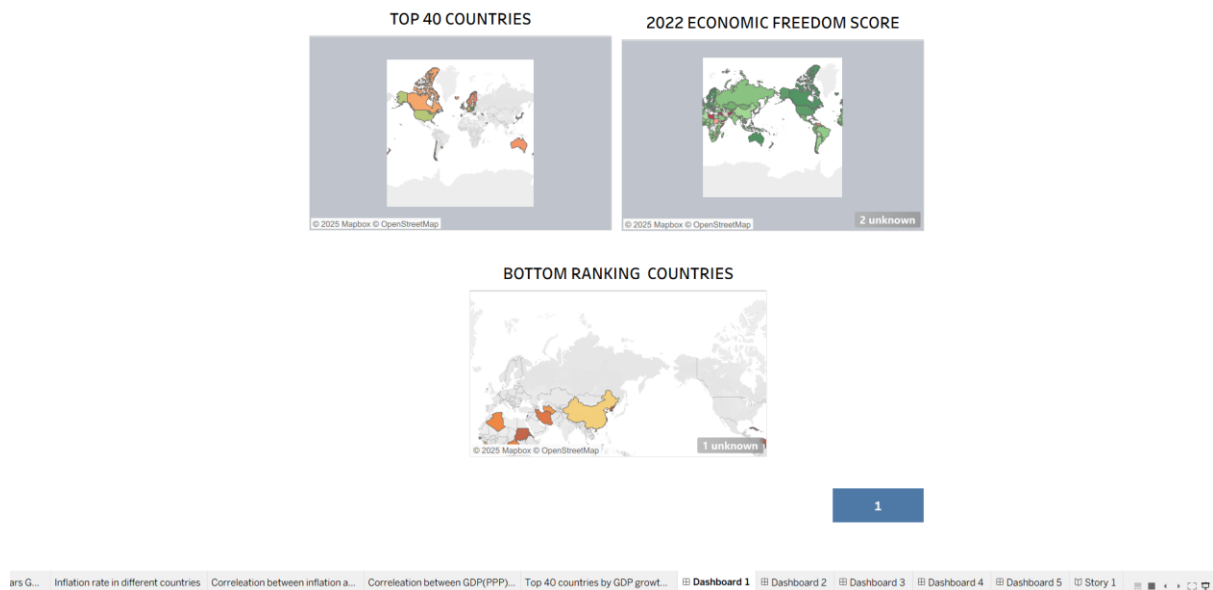 TOP 40 COUNTRIES
2022 ECONOMIC FREEDOM SCORE
© 2025 Mapbox © OpenStreetMap
© 2025 Mapbox © OpenStreetMap
2 unknown
BOTTOM RANKING COUNTRIES
© 2025 Mapbox © OpenStreetMap
1 unknown
1
ars G... Inflation rate in different countries Correleation between inflation a... Correleation between GDP(PPP)... Top 40 countries by GDP growt... Dashboard 1 Dashboard 2 Dashboard 3 Dashboard 4 Dashboard 5 Story 1